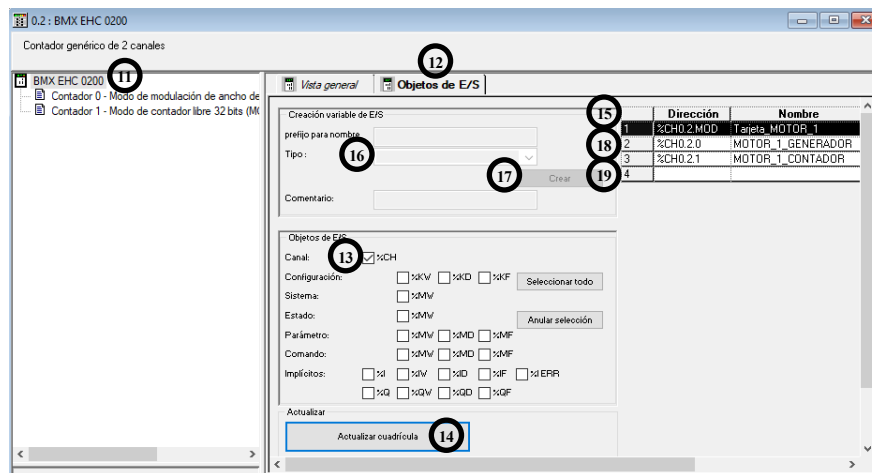 0.2 : BMX EHC 0200
Contador genérico de 2 canales
12
BMX EHC 0200 11
Contador 0 - Modo de modulación de ancho de
Contador 1 - Modo de contador libre 32 bits (M
Vista general Objetos de E/S
Creación variable de E/S
prefijo para nombre
Tipo : 16
17 Crear
Comentario:
15 Dirección Nombre
1 %CH0.2.MOD Tarjeta_MOTOR_1
18 2 %CH0.2.0 MOTOR_1_GENERADOR
3 %CH0.2.1 MOTOR_1_CONTADOR
19 4
Objetos de E/S
Canal: 13 %CH
Configuración: %KW %KD %KF Seleccionar todo
Sistema: %MW
Estado: %MW Anular selección
Parámetro: %MW %MD %MF
Comando: %MW %MD %MF
Implícitos: %I %IW %ID %IF %I ERR
%Q %QW %QD %QF
Actualizar
Actualizar cuadrícula 14